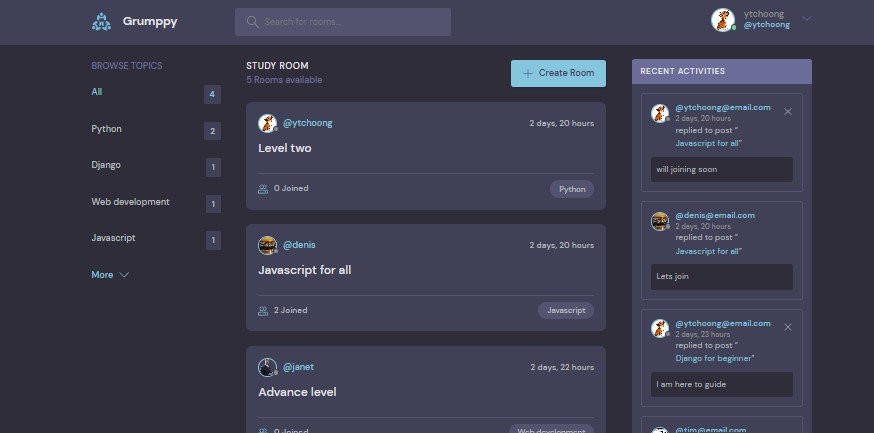 Grumppy
Search for rooms...
ytchoong
@ytchoong
BROWSE TOPICS
All
4
Python
2
Django
1
Web development
1
Javascript
1
More
STUDY ROOM
5 Rooms available
Create Room
@ytchoong
2 days, 20 hours
Level two
0 Joined
Python
@denis
2 days, 20 hours
Javascript for all
2 Joined
Javascript
@janet
2 days, 22 hours
Advance level
0 Joined
Web development
RECENT ACTIVITIES
@ytchoong@email.com
2 days, 20 hours
replied to post “
Javascript for all”
will joining soon
@denis@email.com
2 days, 20 hours
replied to post “
Javascript for all”
Lets join
@ytchoong@email.com
2 days, 23 hours
replied to post “
Django for beginner”
I am here to guide
@tim@email.com